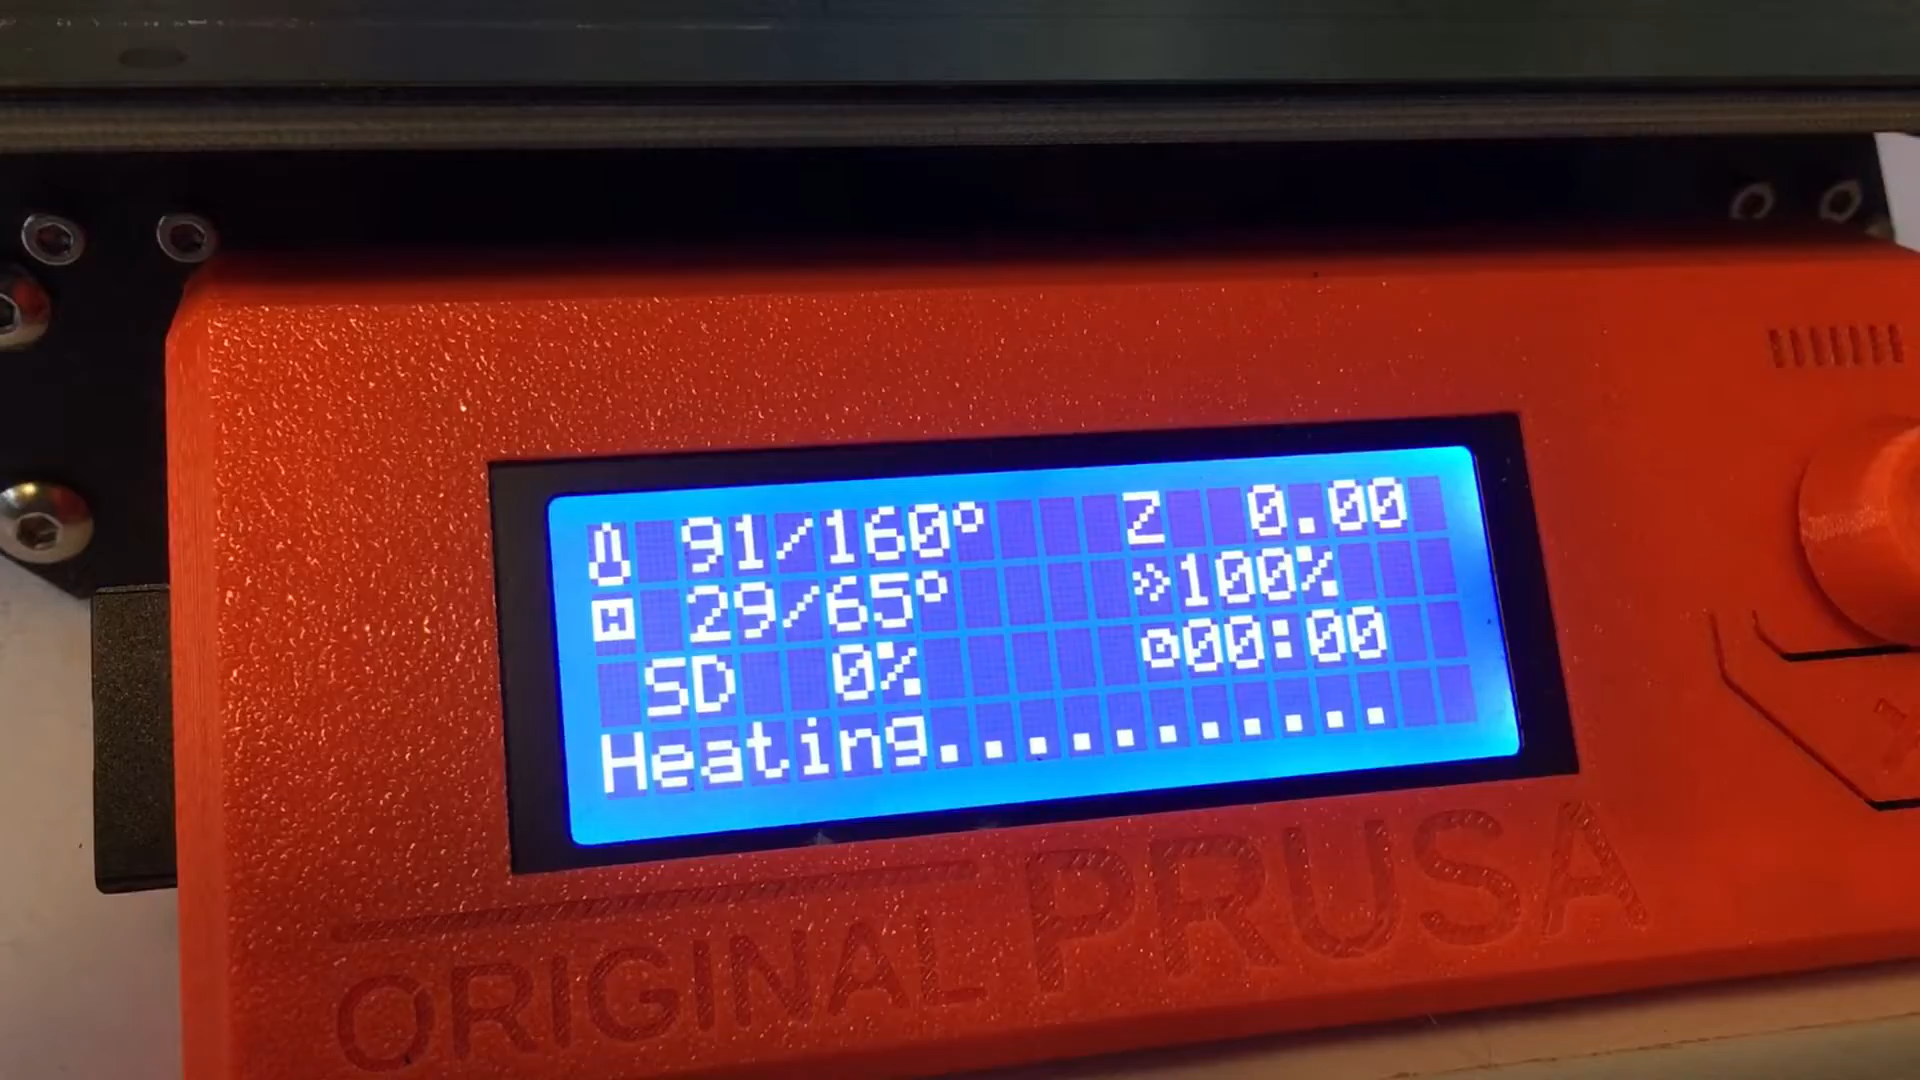 91/160° Z 0.00
29/65° 100%
SD 0% 00:00
Heating...........
ORIGINAL PRUSA